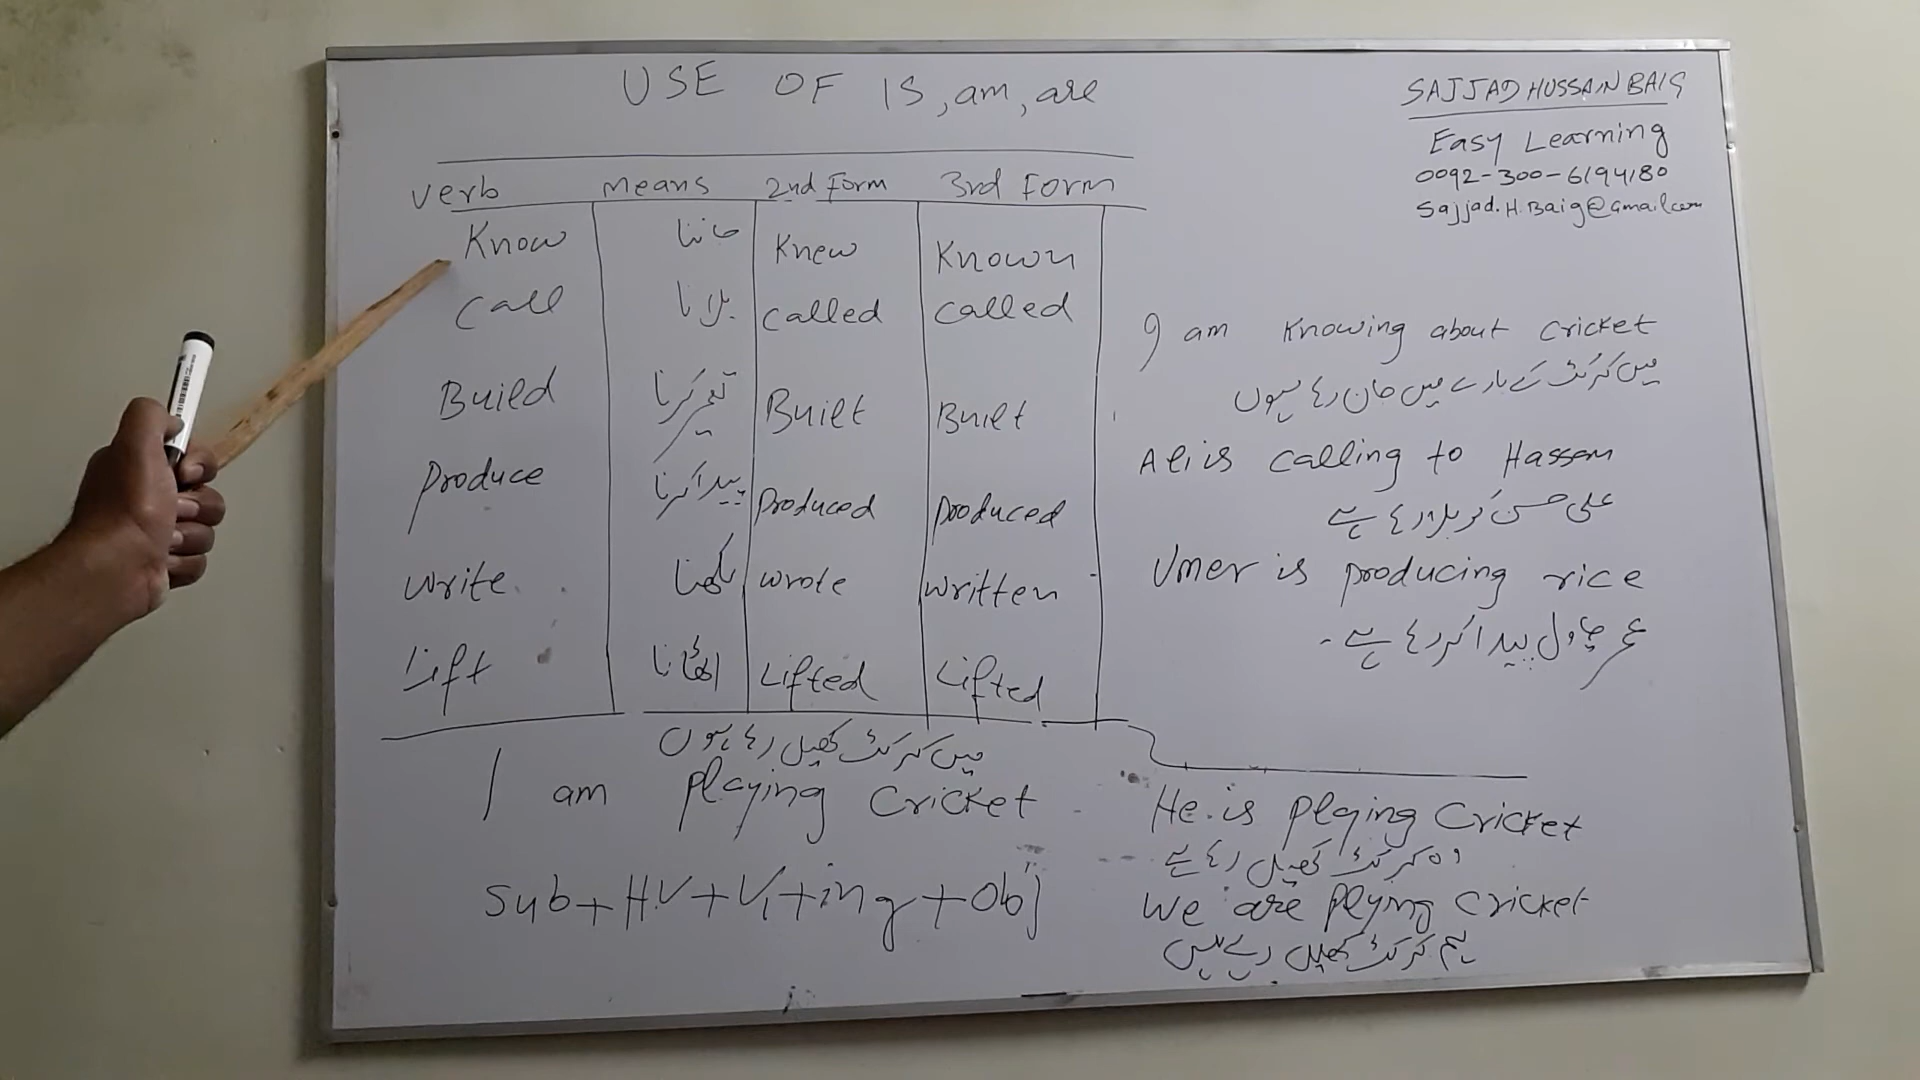 USE OF IS, am, are
SAJJAD HUSSAIN BAIG
Easy Learning
0092-300-6194180
Sajjad.H.Baig@Gmail.com
verb means 2nd Form 3rd Form
Know جاننا Knew Known
Call بلانا Called Called
Build تعمیر کرنا Built Built
Produce پیدا کرنا Produced Produced
Write لکھنا Wrote Written
Lift اٹھانا Lifted Lifted
I am Knowing about Cricket
میں کرکٹ کے بارے میں جان رہا ہوں
Ali is Calling to Hassan
علی حسن کو بلا رہا ہے
Umer is producing rice
عمر چاول پیدا کر رہا ہے -
میں کرکٹ کھیل رہا ہوں
I am Playing Cricket
Sub + H.V + V1 + ing + Obj
He is Plying Cricket
وہ کرکٹ کھیل رہا ہے
We are Plying Cricket
ہم کرکٹ کھیل رہے ہیں